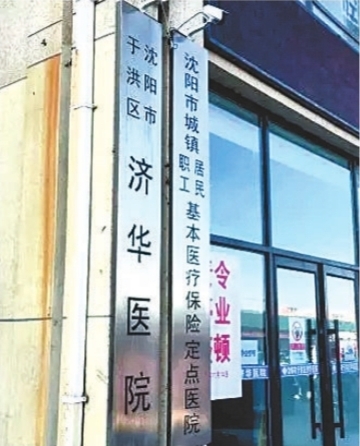 沈阳市
于洪区
济华医院
沈阳市城镇
居民
职工
基本医疗保险定点医院
令业顿